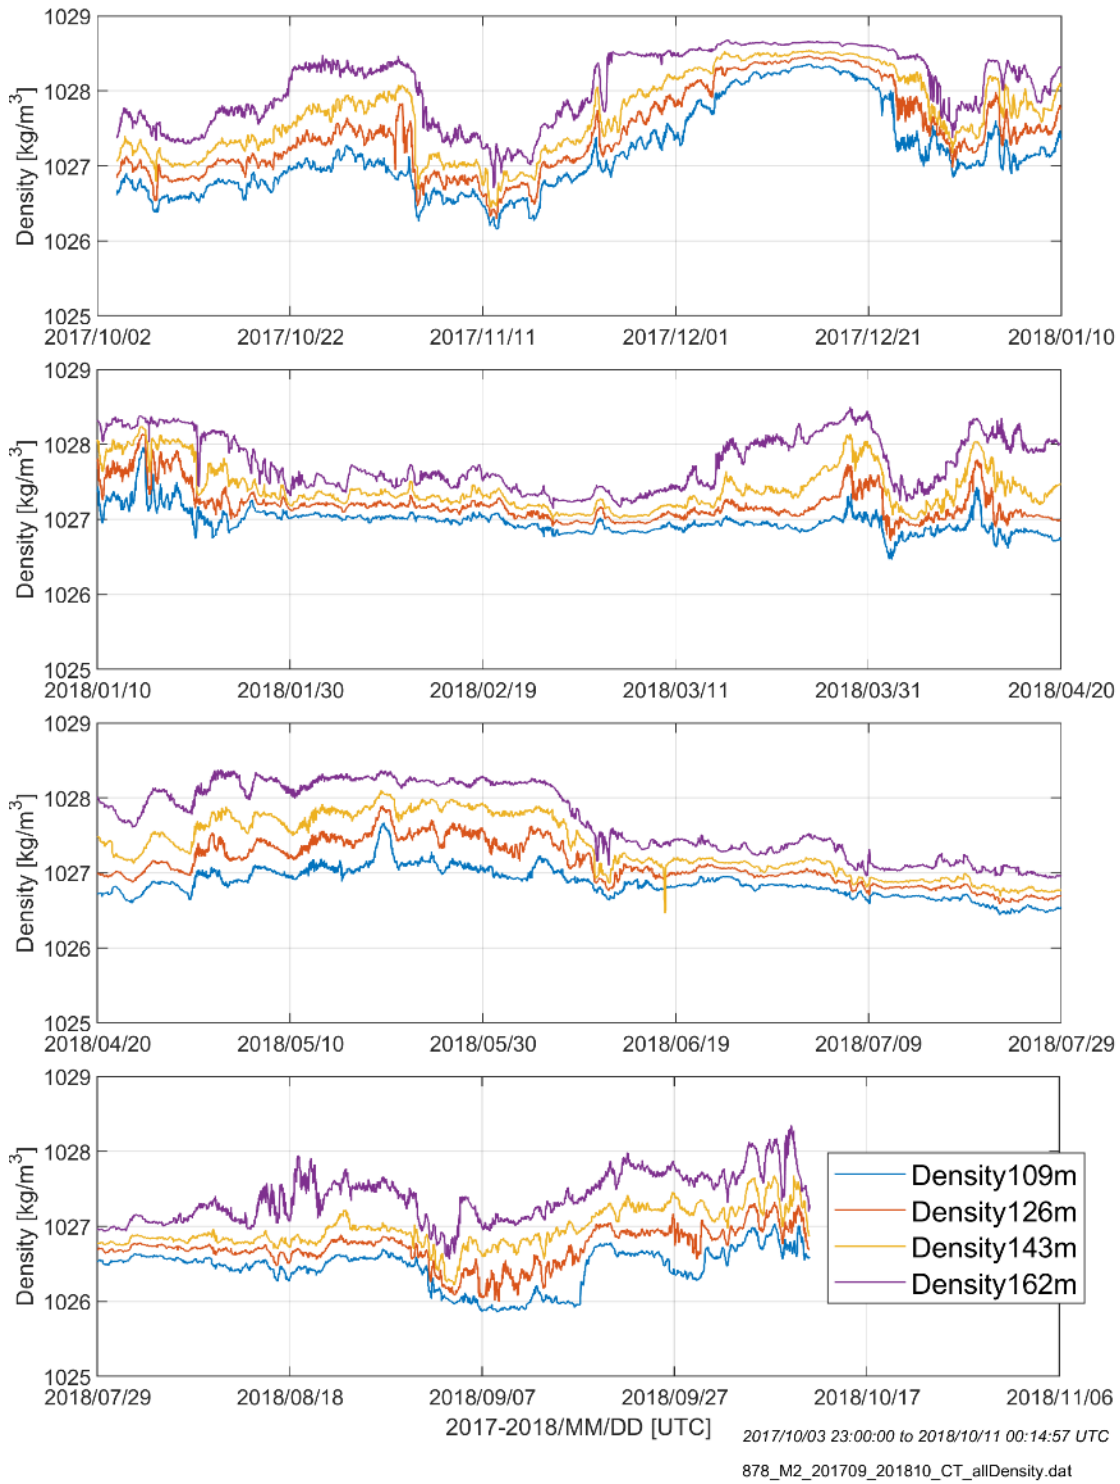 1029
1028
1027
1026
1025
Density [kg/m³]
2017/10/02 2017/10/22 2017/11/11 2017/12/01 2017/12/21 2018/01/10
1029
1028
1027
1026
1025
Density [kg/m³]
2018/01/10 2018/01/30 2018/02/19 2018/03/11 2018/03/31 2018/04/20
1029
1028
1027
1026
1025
Density [kg/m³]
2018/04/20 2018/05/10 2018/05/30 2018/06/19 2018/07/09 2018/07/29
1029
1028
1027
1026
1025
Density [kg/m³]
Density109m
Density126m
Density143m
Density162m
2018/07/29 2018/08/18 2018/09/07 2018/09/27 2018/10/17 2018/11/06
2017-2018/MM/DD [UTC]
2017/10/03 23:00:00 to 2018/10/11 00:14:57 UTC
878_M2_201709_201810_CT_allDensity.dat